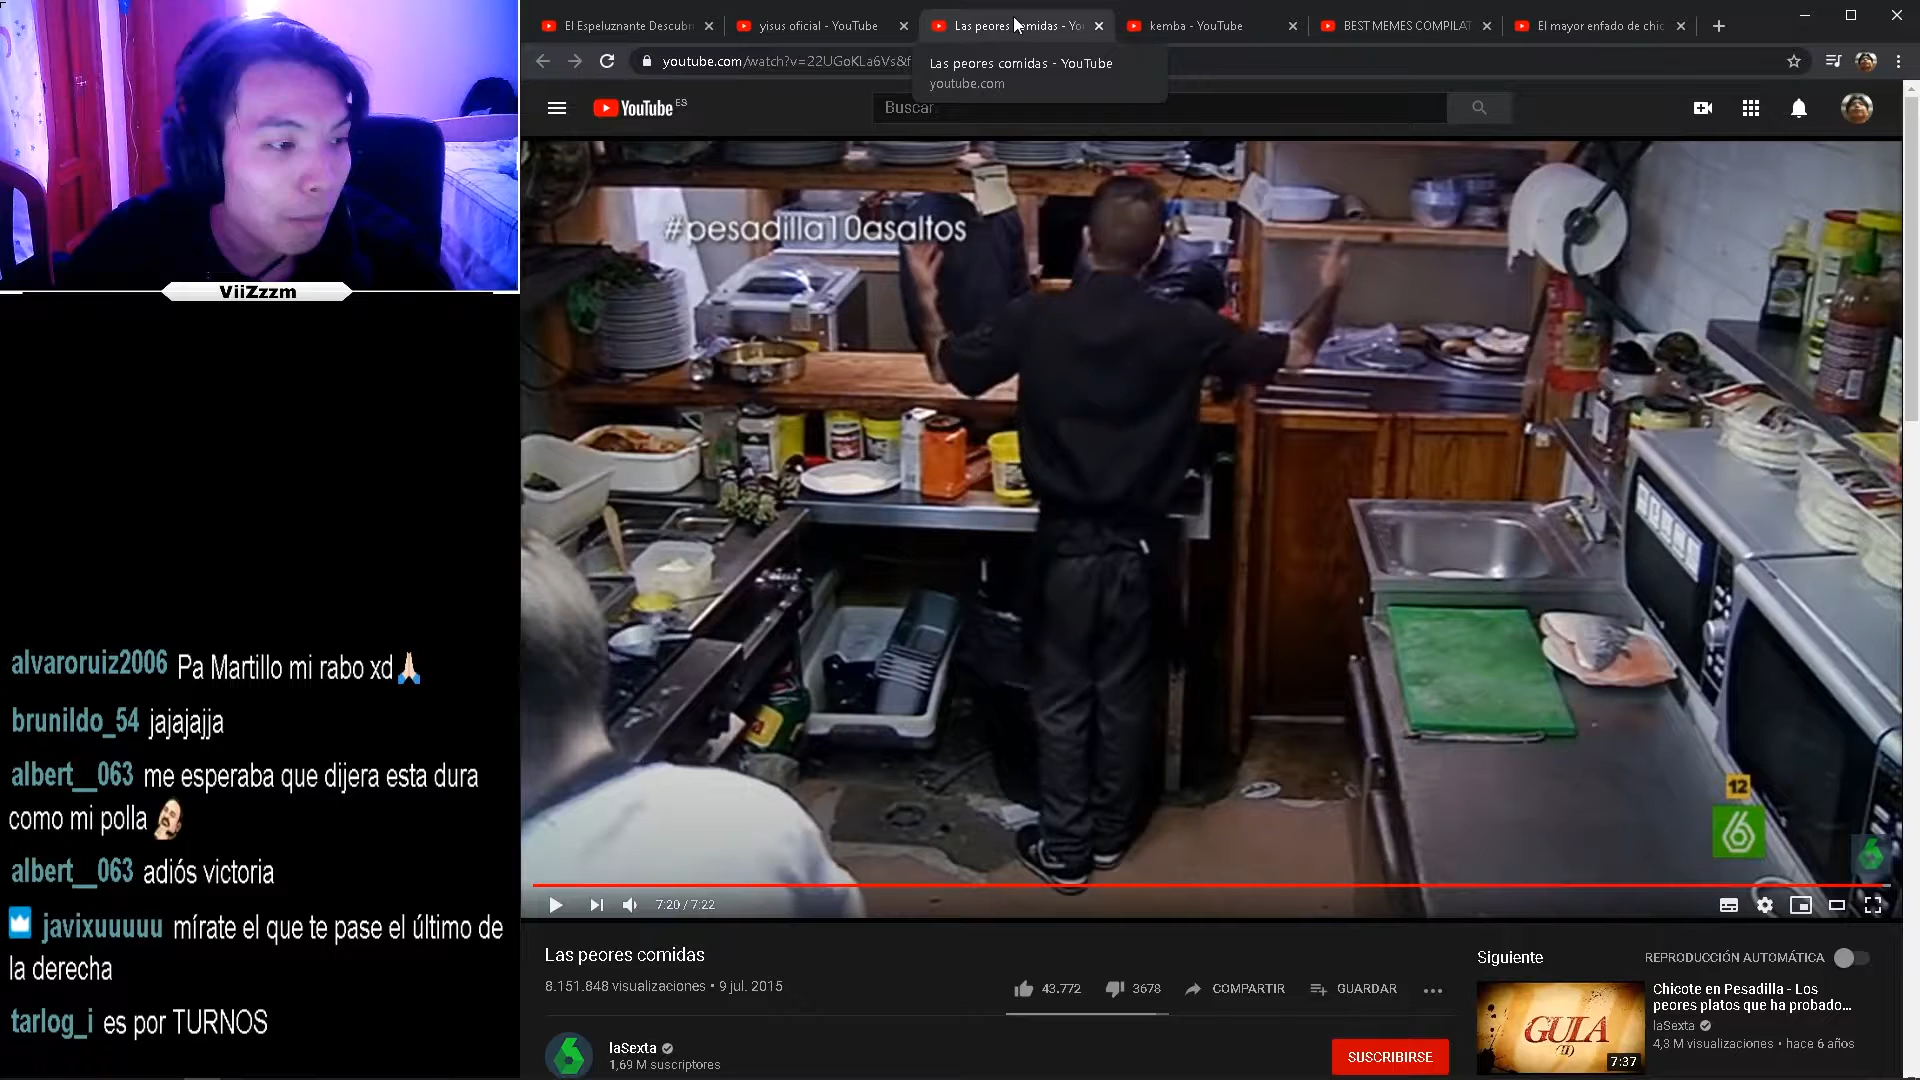 El Espeluznante Descubr
yisus oficial - YouTube
Las peores comidas - Yo
kemba - YouTube
BEST MEMES COMPILAT
El mayor enfado de chic
youtube.com/watch?v=22UGoKLa6Vs&f
Las peores comidas - YouTube
youtube.com
YouTube ES
Buscar
#pesadilla10asaltos
ViiZzzm
alvaroruiz2006 Pa Martillo mi rabo xd🙏
brunildo_54 jajajajja
albert__063 me esperaba que dijera esta dura
como mi polla
albert__063 adiós victoria
javixuuuuu mírate el que te pase el último de
la derecha
tarlog_i es por TURNOS
12
6
7:20 / 7:22
Las peores comidas
8.151.848 visualizaciones • 9 jul. 2015
43.772
3678
COMPARTIR
GUARDAR
laSexta
1,69 M suscriptores
SUSCRIBIRSE
Siguiente
REPRODUCCIÓN AUTOMÁTICA
GULA
7:37
Chicote en Pesadilla - Los
peores platos que ha probado...
laSexta
4,3 M visualizaciones • hace 6 años